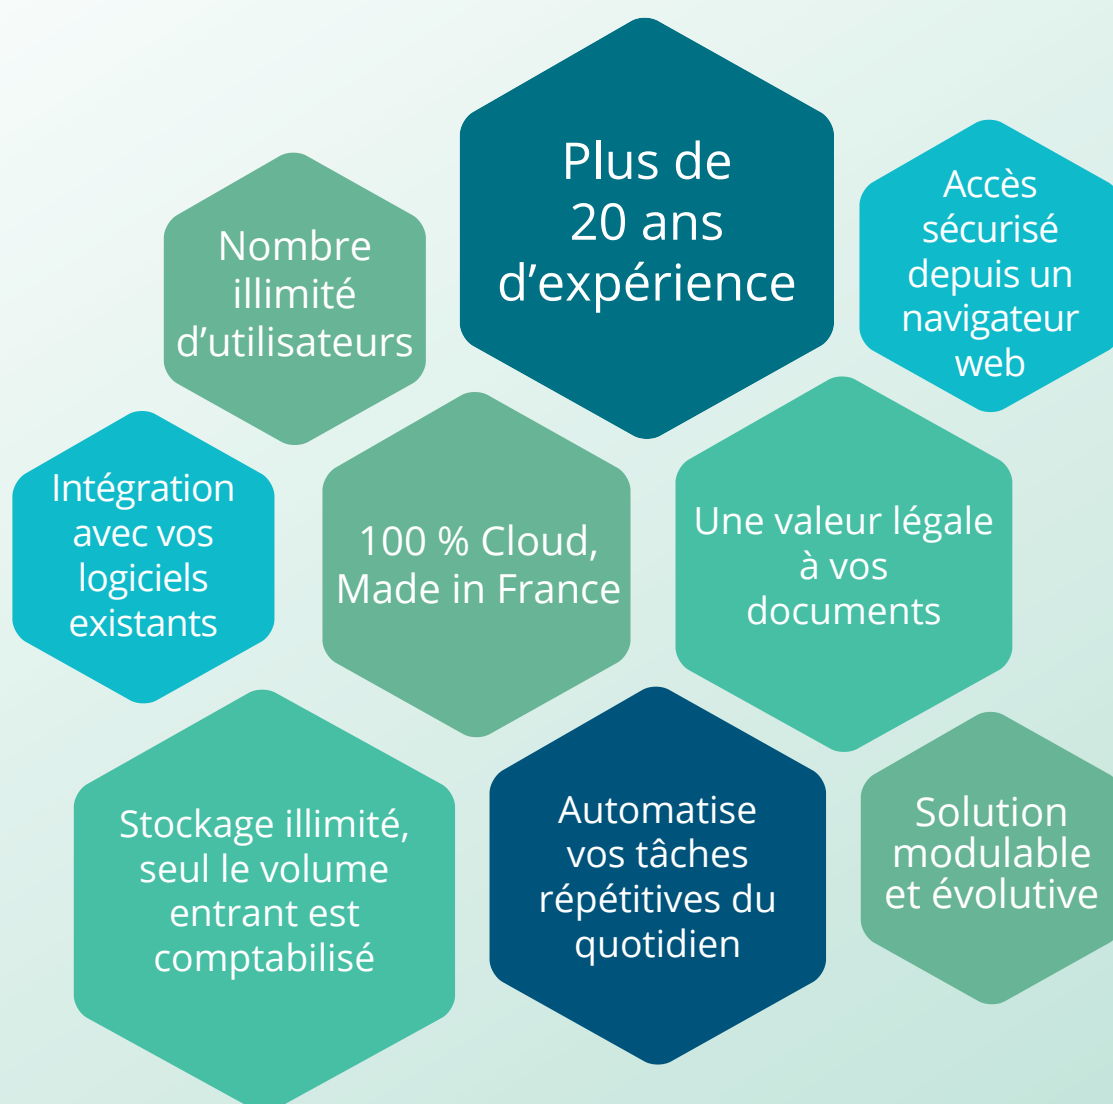 Plus de
20 ans
d’expérience
Nombre
illimité
d’utilisateurs
Accès
sécurisé
depuis un
navigateur
web
Intégration
avec vos
logiciels
existants
100 % Cloud,
Made in France
Une valeur légale
à vos
documents
Stockage illimité,
seul le volume
entrant est
comptabilisé
Automatise
vos tâches
répétitives du
quotidien
Solution
modulable
et évolutive